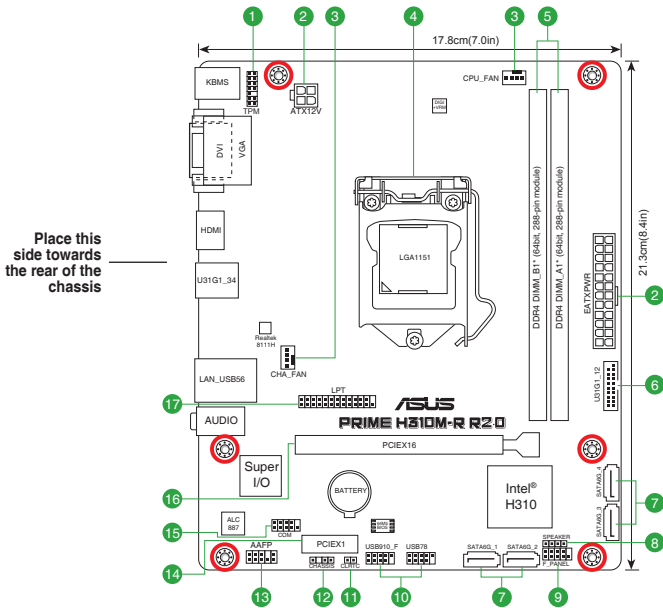 1
2
3
4
3
5
17.8cm(7.0in)
KBMS
TPM
ATX12V
CPU_FAN
DIGI
+VRM
DVI
VGA
Place this
side towards
the rear of the
chassis
HDMI
U31G1_34
LGA1151
DDR4 DIMM_B1* (64bit, 288-pin module)
DDR4 DIMM_A1* (64bit, 288-pin module)
EATXPWR
21.3cm(8.4in)
2
Realtek
8111H
3
CHA_FAN
LAN_USB56
U31G1_12
6
17
LPT
ASUS
PRIME H310M-R R2.0
AUDIO
PCIEX16
16
Super
I/O
BATTERY
Intel®
H310
SATA6G_4
SATA6G_3
7
15
ALC
887
COM
14
PCIEX1
AAFP
CHASSIS
CLRTC
USB910_F
USB78
SATA6G_1
SATA6G_2
SPEAKER
F_PANEL
8
13
12
11
10
7
9